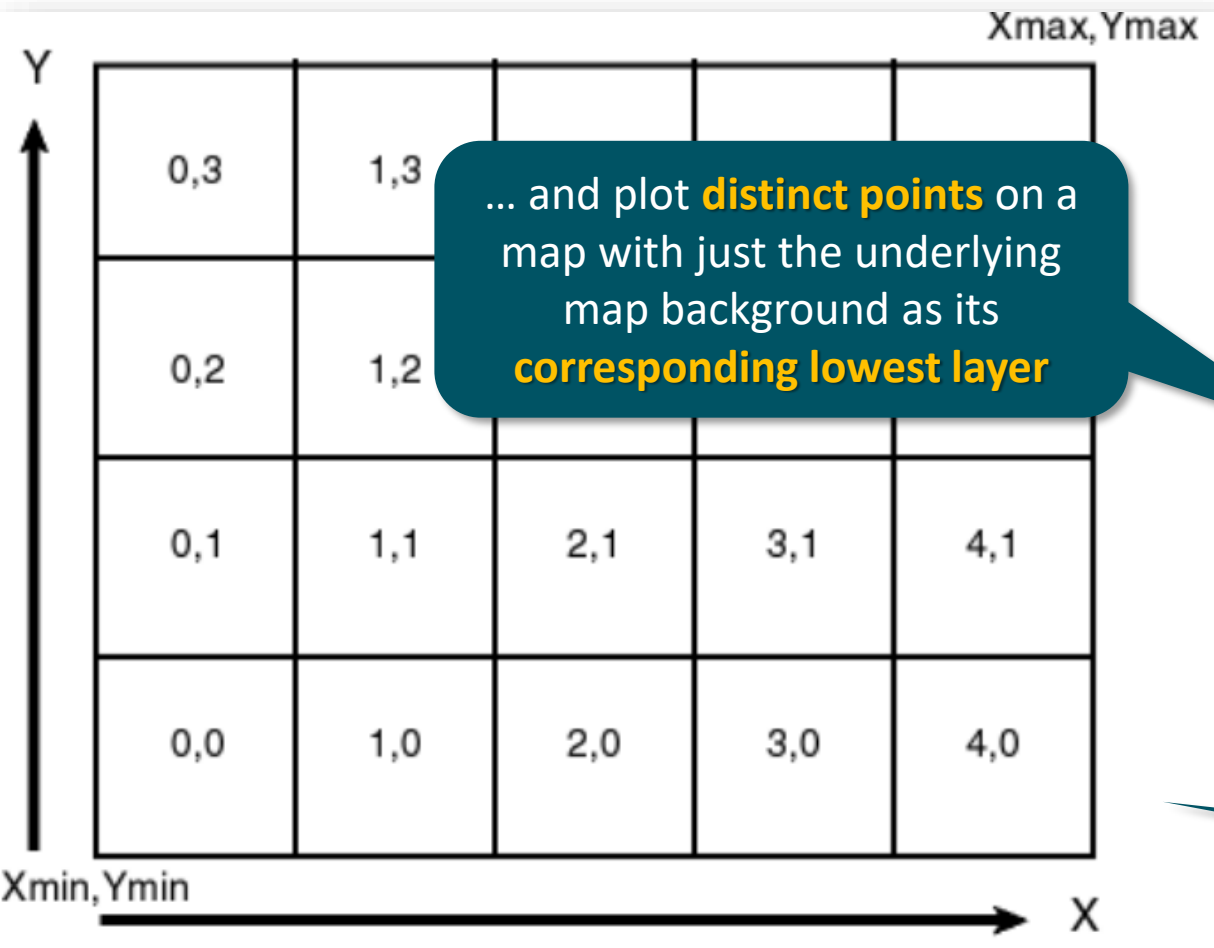 Xmax,Ymax
Y
0,3 1,3
… and plot distinct points on a
map with just the underlying
map background as its
corresponding lowest layer
0,2 1,2
0,1 1,1 2,1 3,1 4,1
0,0 1,0 2,0 3,0 4,0
Xmin,Ymin
X